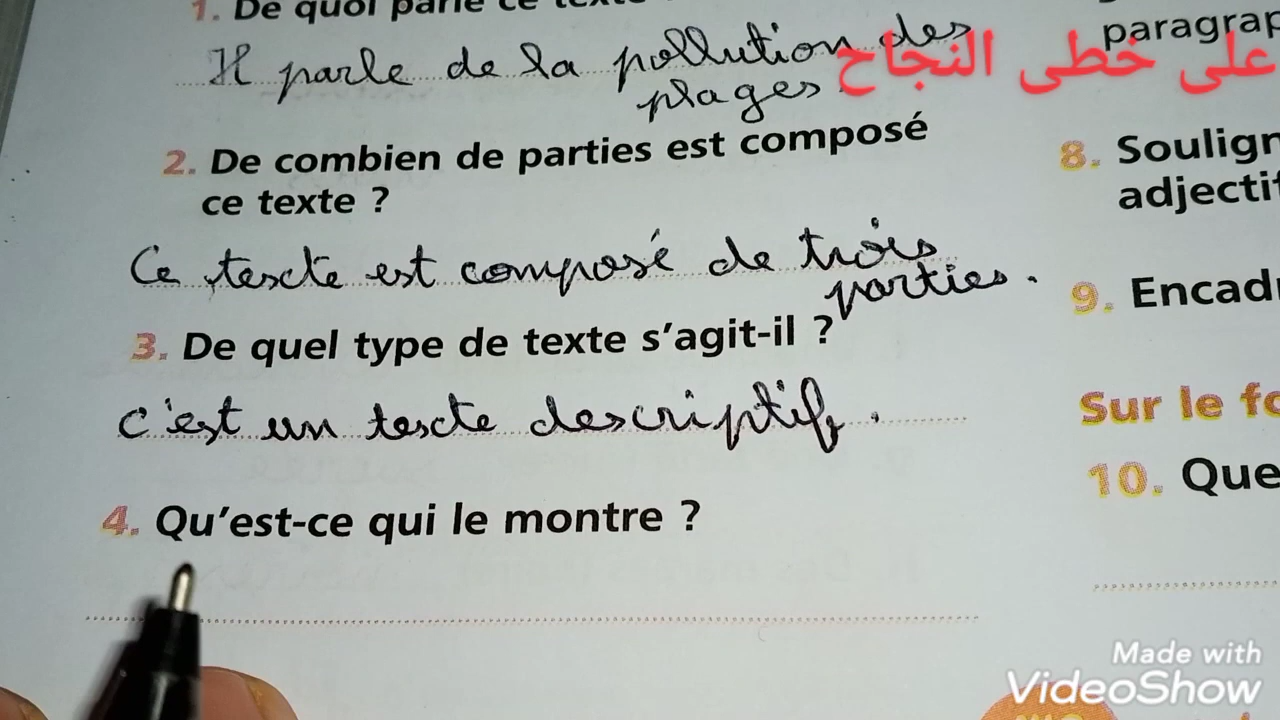 1. De quoi parle ce texte
Il parle de la pollution des
plages.
2. De combien de parties est composé
ce texte ?
Ce texte est composé de trois
parties.
3. De quel type de texte s'agit-il ?
c'est un texte descriptif.
4. Qu'est-ce qui le montre ?
paragrap
على خطى النجاح
8. Soulign
adjectif
9. Encad
Sur le fo
10. Que
Made with
VideoShow